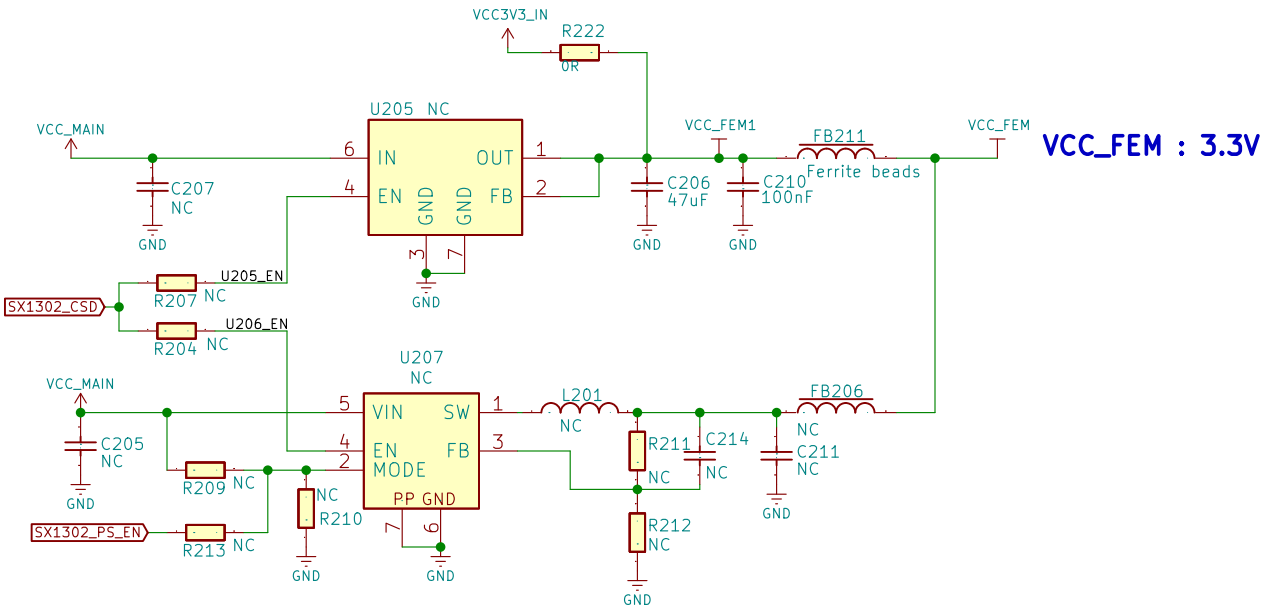 VCC3V3_IN
R222
0R
U205 NC
VCC_MAIN
VCC_FEM1
VCC_FEM
VCC_FEM : 3.3V
FB211
Ferrite beads
6 IN OUT 1
4 EN FB 2
GND GND
3 7
GND
C207
NC
GND
C206
47uF
GND
C210
100nF
GND
U205_EN
R207 NC
SX1302_CSD
U206_EN
R204 NC
U207
NC
VCC_MAIN
5 VIN SW 1
4 EN FB 3
2 MODE
PP GND
7 6
GND
L201
NC
FB206
NC
C205
NC
GND
R209 NC
NC
R210
GND
SX1302_PS_EN
R213 NC
R211
NC
C214
NC
C211
NC
GND
R212
NC
GND